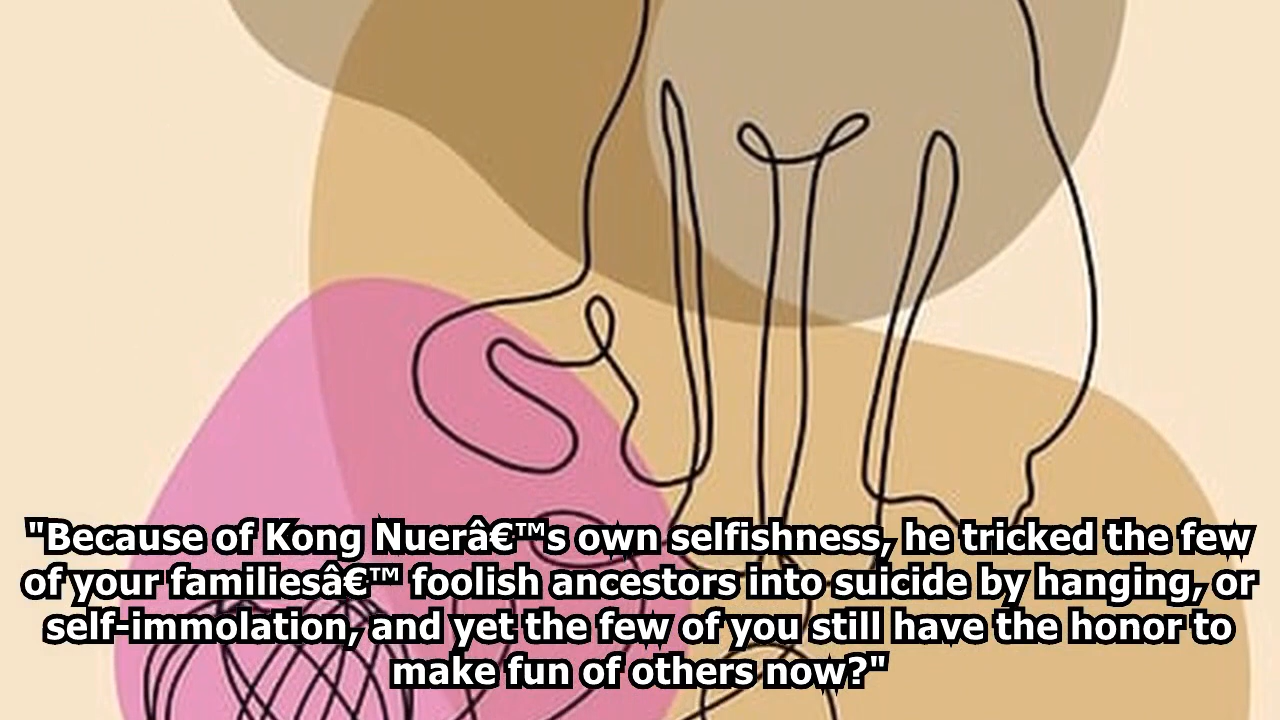 "Because of Kong Nuerâ€™s own selfishness, he tricked the few
of your familiesâ€™ foolish ancestors into suicide by hanging, or
self-immolation, and yet the few of you still have the honor to
make fun of others now?"